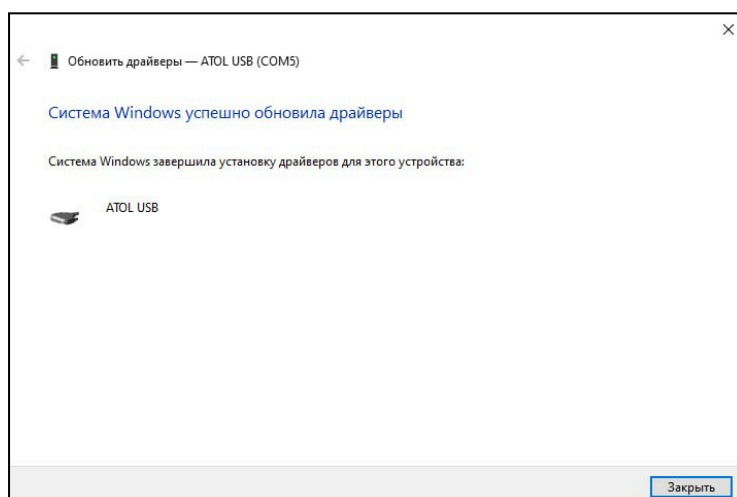 Обновить драйверы — ATOL USB (COM5)
Система Windows успешно обновила драйверы
Система Windows завершила установку драйверов для этого устройства:
ATOL USB
Закрыть